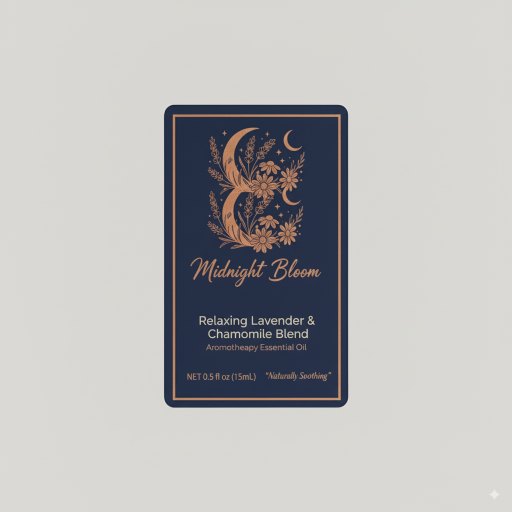 Midnight Bloom
Relaxing Lavender &
Chamomile Blend
Aromotheapy Essential Oil
NET 0.5 fl oz (15mL) "Naturally Soothing"